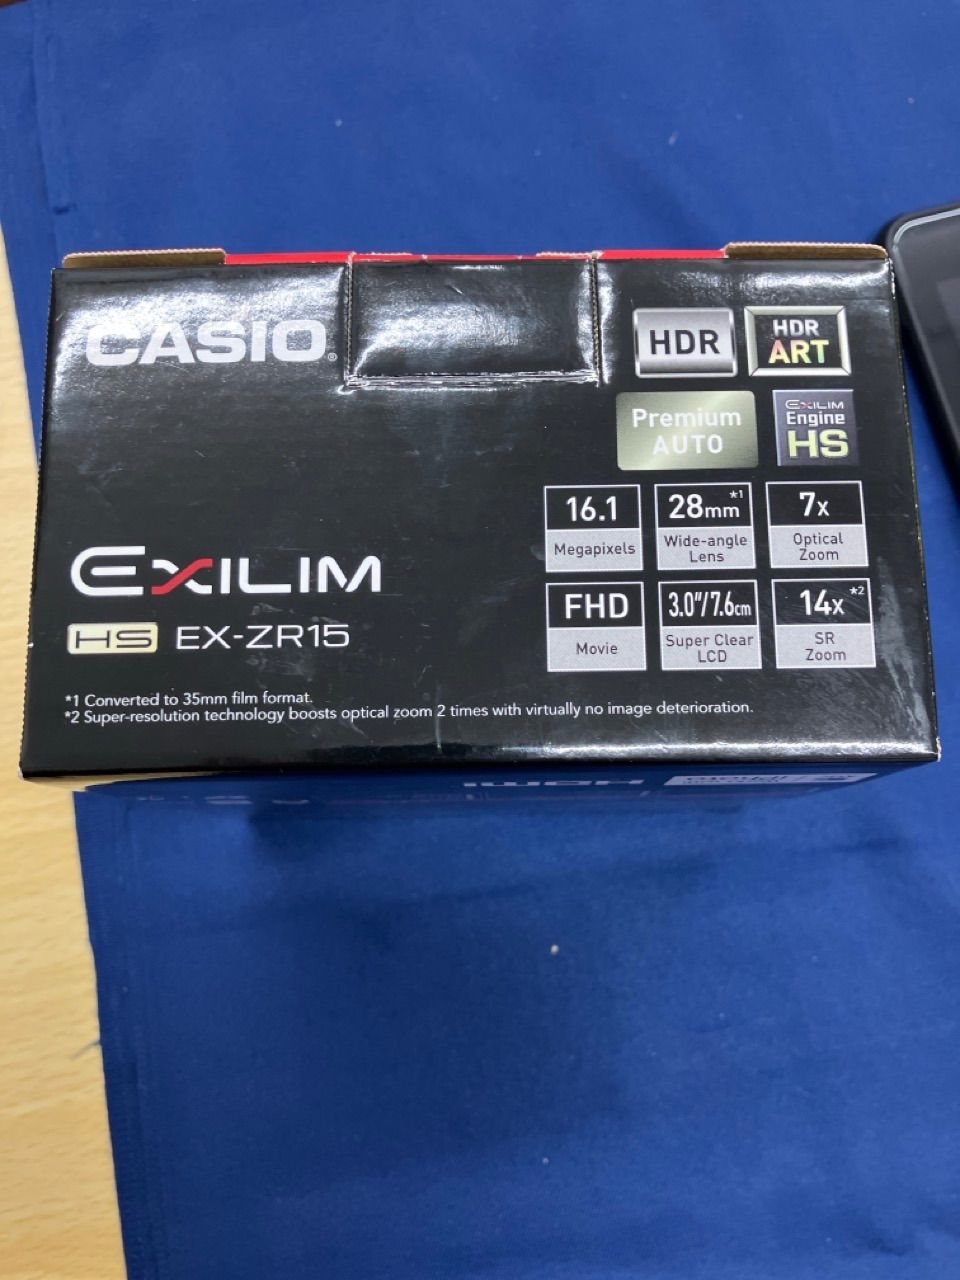 CASIO®
HDR
HDR
ART
Premium
AUTO
EXILIM
Engine
HS
16.1
Megapixels
28mm *1
Wide-angle
Lens
7x
Optical
Zoom
EXILIM
HS EX-ZR15
FHD
Movie
3.0"/7.6cm
Super Clear
LCD
14x *2
SR
Zoom
*1 Converted to 35mm film format.
*2 Super-resolution technology boosts optical zoom 2 times with virtually no image deterioration.
HDMI